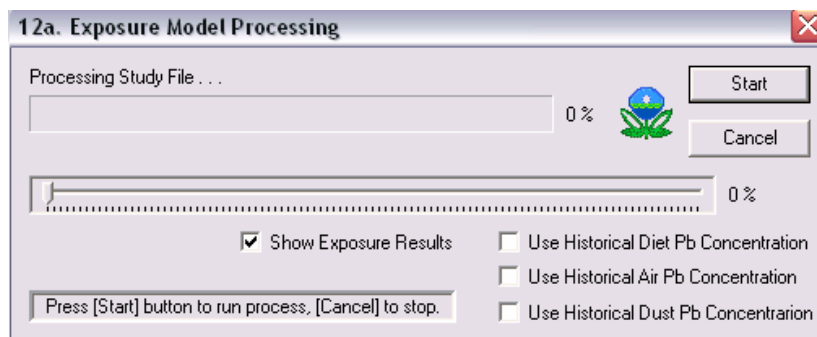 12a. Exposure Model Processing
Processing Study File . . .
0 %
Start
Cancel
0 %
Show Exposure Results
Use Historical Diet Pb Concentration
Use Historical Air Pb Concentration
Press [Start] button to run process, [Cancel] to stop.
Use Historical Dust Pb Concentrarion